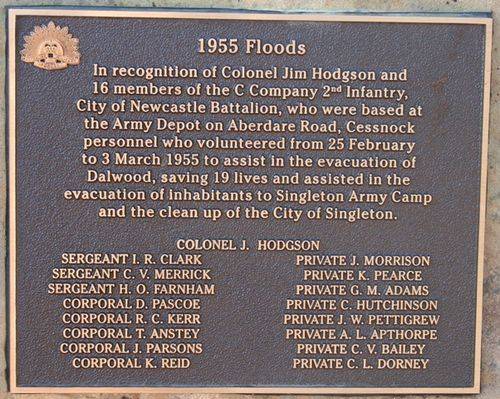 1955 Floods
In recognition of Colonel Jim Hodgson and
16 members of the C Company 2nd Infantry,
City of Newcastle Battalion, who were based at
the Army Depot on Aberdare Road, Cessnock
personnel who volunteered from 25 February
to 3 March 1955 to assist in the evacuation of
Dalwood, saving 19 lives and assisted in the
evacuation of inhabitants to Singleton Army Camp
and the clean up of the City of Singleton.
COLONEL J. HODGSON
SERGEANT I. R. CLARK
SERGEANT C. V. MERRICK
SERGEANT H. O. FARNHAM
CORPORAL D. PASCOE
CORPORAL R. C. KERR
CORPORAL T. ANSTEY
CORPORAL J. PARSONS
CORPORAL K. REID
PRIVATE J. MORRISON
PRIVATE K. PEARCE
PRIVATE G. M. ADAMS
PRIVATE C. HUTCHINSON
PRIVATE J. W. PETTIGREW
PRIVATE A. L. APTHORPE
PRIVATE C. V. BAILEY
PRIVATE C. L. DORNEY